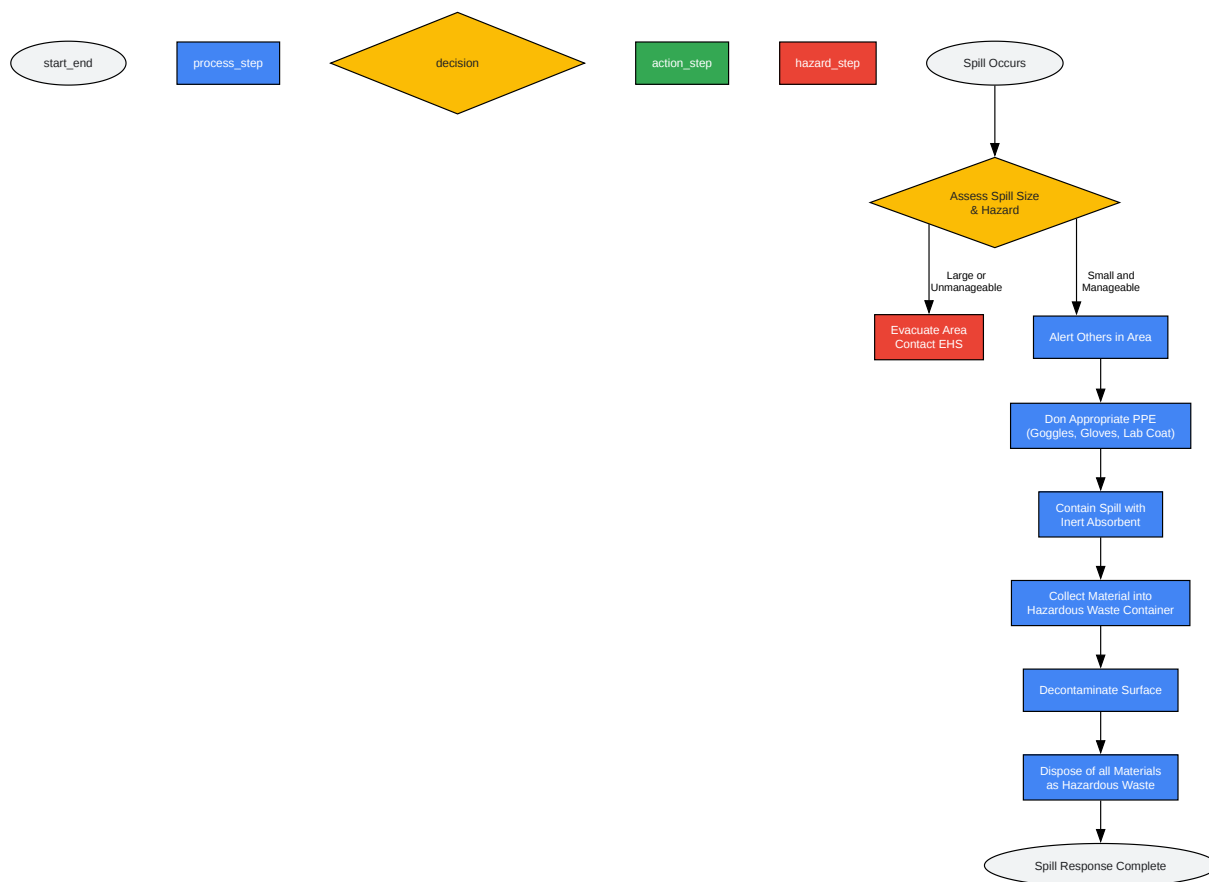 start_end
process_step
decision
action_step
hazard_step
Spill Occurs
Assess Spill Size
& Hazard
Large or
Unmanageable
Small and
Manageable
Evacuate Area
Contact EHS
Alert Others in Area
Don Appropriate PPE
(Goggles, Gloves, Lab Coat)
Contain Spill with
Inert Absorbent
Collect Material into
Hazardous Waste Container
Decontaminate Surface
Dispose of all Materials
as Hazardous Waste
Spill Response Complete